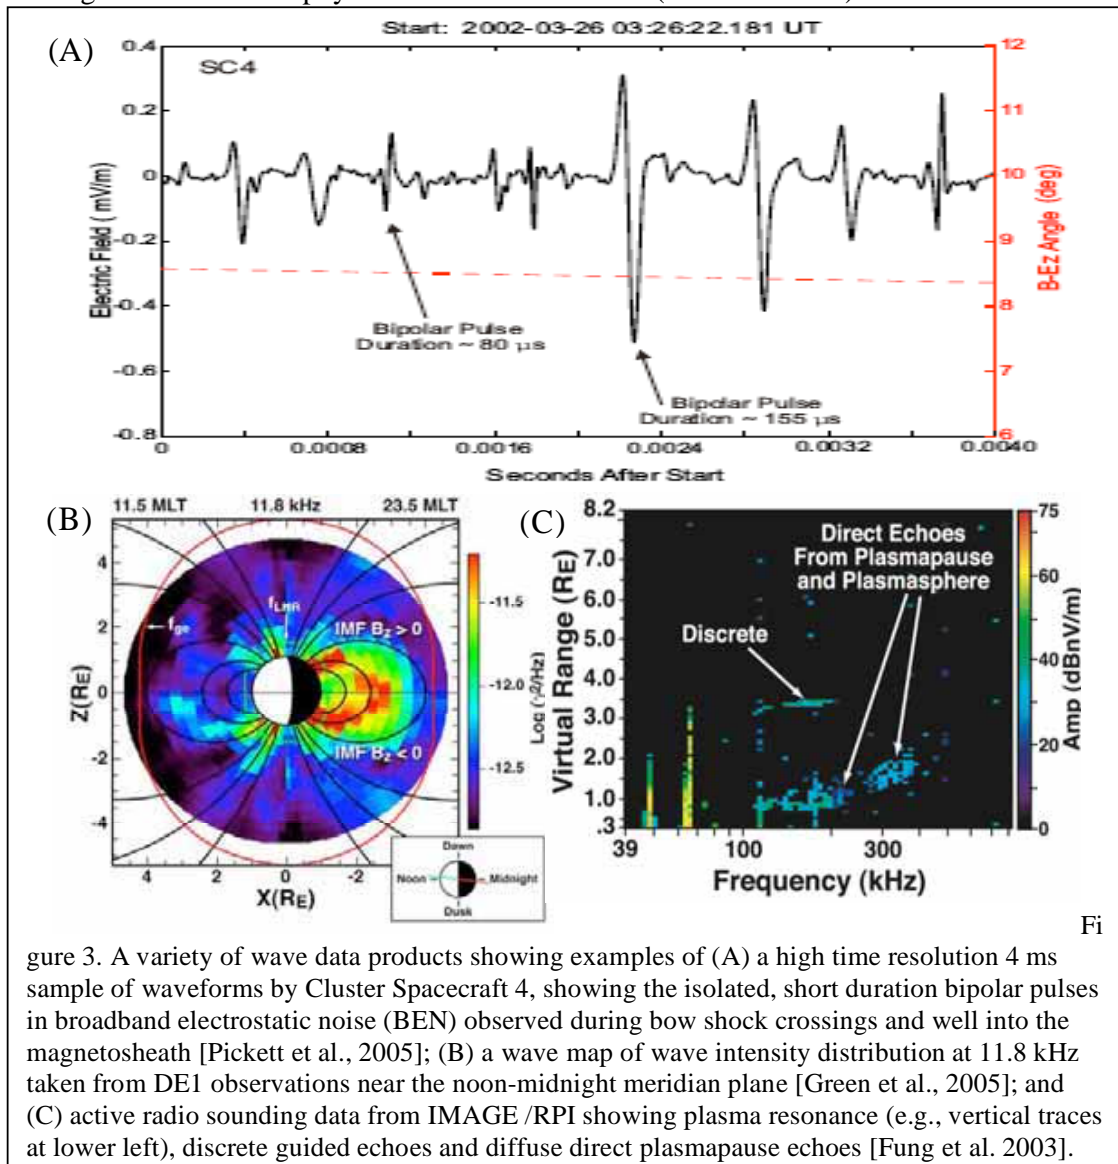 (A)
Start: 2002-03-26 03:26:22.181 UT
SC4
0.4
0.2
0
-0.2
-0.4
-0.6
-0.8
Electric Field ( mV/m)
12
11
10
9
8
7
6
B-Ez Angle (deg)
Bipolar Pulse
Duration ~ 80 µs
Bipolar Pulse
Duration ~ 155 µs
0 0.0008 0.0016 0.0024 0.0032 0.0040
Seconds After Start
(B)
11.5 MLT 11.8 kHz 23.5 MLT
4
2
0
-2
-4
Z(RE)
fge
fLHR
IMF Bz > 0
IMF Bz < 0
4 2 0 -2
X(RE)
-11.5
-12.0
-12.5
Dawn
Noon Midnight
Dusk
(C)
8.2
7.0
6.0
5.0
4.0
3.0
2.0
1.0
.3
Virtual Range (RE)
Direct Echoes
From Plasmapause
and Plasmasphere
Discrete
39 100 300
Frequency (kHz)
75
60
40
20
0
Amp (dBnV/m)
Fi
gure 3. A variety of wave data products showing examples of (A) a high time resolution 4 ms
sample of waveforms by Cluster Spacecraft 4, showing the isolated, short duration bipolar pulses
in broadband electrostatic noise (BEN) observed during bow shock crossings and well into the
magnetosheath [Pickett et al., 2005]; (B) a wave map of wave intensity distribution at 11.8 kHz
taken from DE1 observations near the noon-midnight meridian plane [Green et al., 2005]; and
(C) active radio sounding data from IMAGE /RPI showing plasma resonance (e.g., vertical traces
at lower left), discrete guided echoes and diffuse direct plasmapause echoes [Fung et al. 2003].